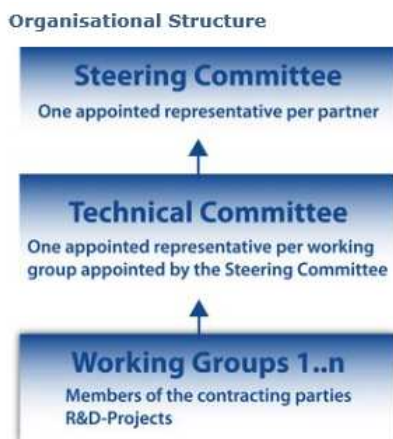 Organisational Structure
Steering Committee
One appointed representative per partner
Technical Committee
One appointed representative per working
group appointed by the Steering Committee
Working Groups 1..n
Members of the contracting parties
R&D-Projects